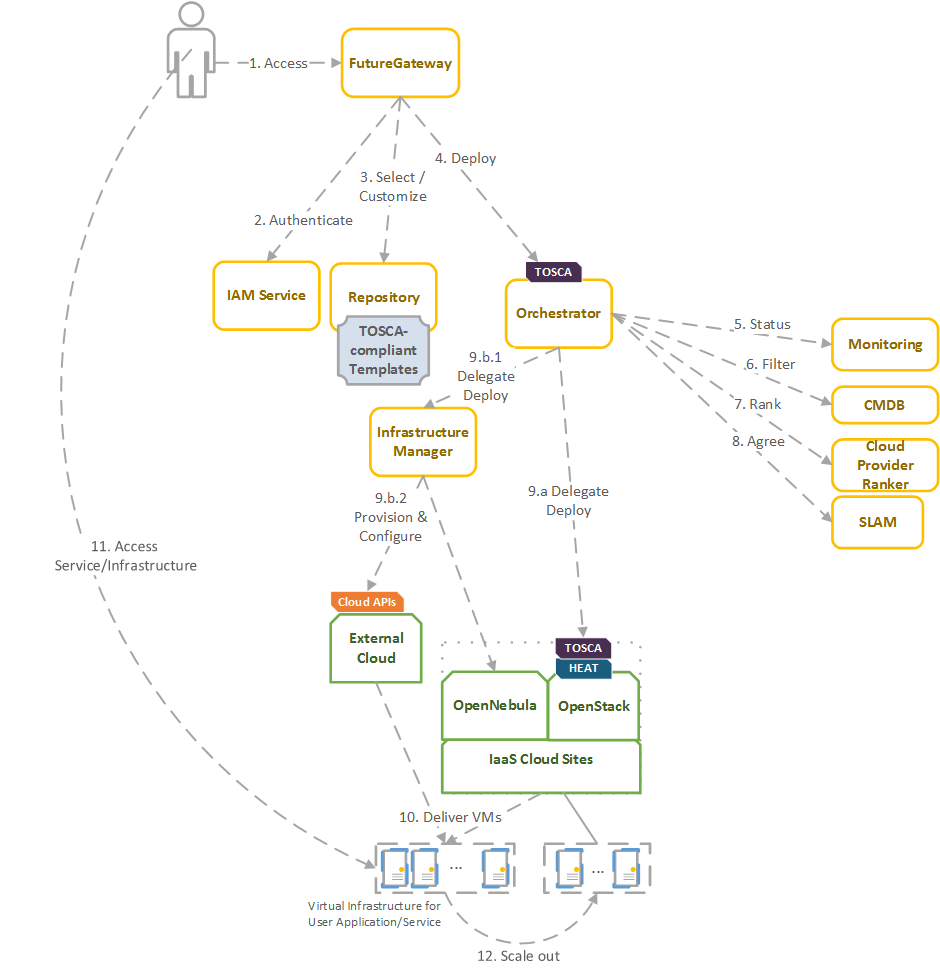 1. Access
FutureGateway
4. Deploy
3. Select /
Customize
2. Authenticate
TOSCA
IAM Service
Repository
Orchestrator
TOSCA-
compliant
Templates
5. Status
Monitoring
6. Filter
9.b.1
Delegate
Deploy
7. Rank
CMDB
8. Agree
Infrastructure
Manager
Cloud
Provider
Ranker
9.b.2
Provision &
Configure
9.a Delegate
Deploy
SLAM
11. Access
Service/Infrastructure
Cloud APIs
External
Cloud
TOSCA
HEAT
OpenNebula
OpenStack
IaaS Cloud Sites
10. Deliver VMs
...
...
Virtual Infrastructure for
User Application/Service
12. Scale out